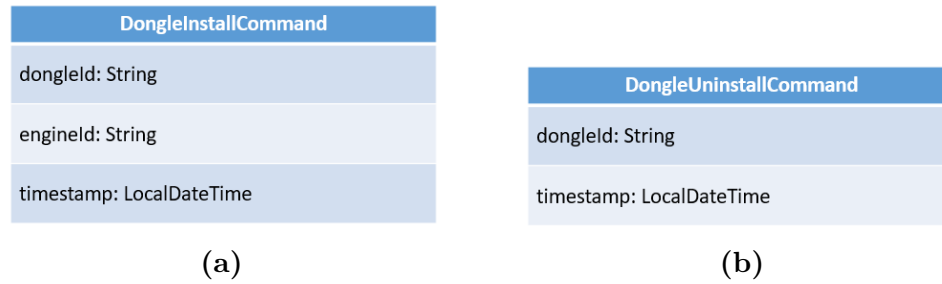 DongleInstallCommand
dongleId: String
engineId: String
timestamp: LocalDateTime
(a)
DongleUninstallCommand
dongleId: String
timestamp: LocalDateTime
(b)